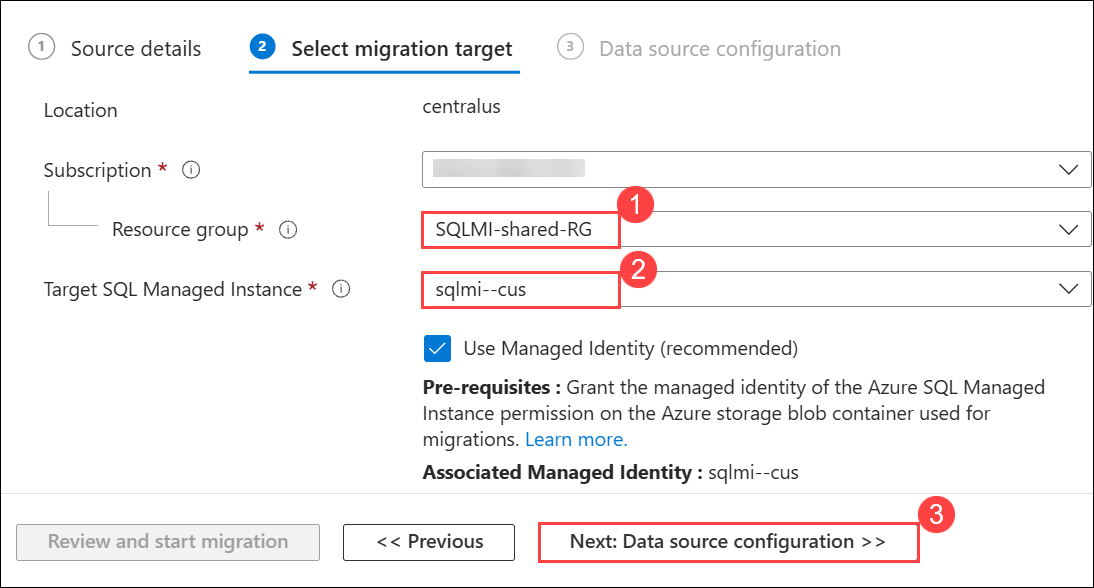 1 Source details 2 Select migration target 3 Data source configuration
Location centralus
Subscription *
1
Resource group * SQLMI-shared-RG
2
Target SQL Managed Instance * sqlmi--cus
Use Managed Identity (recommended)
Pre-requisites : Grant the managed identity of the Azure SQL Managed
Instance permission on the Azure storage blob container used for
migrations. Learn more.
Associated Managed Identity : sqlmi--cus
3
Review and start migration << Previous Next: Data source configuration >>